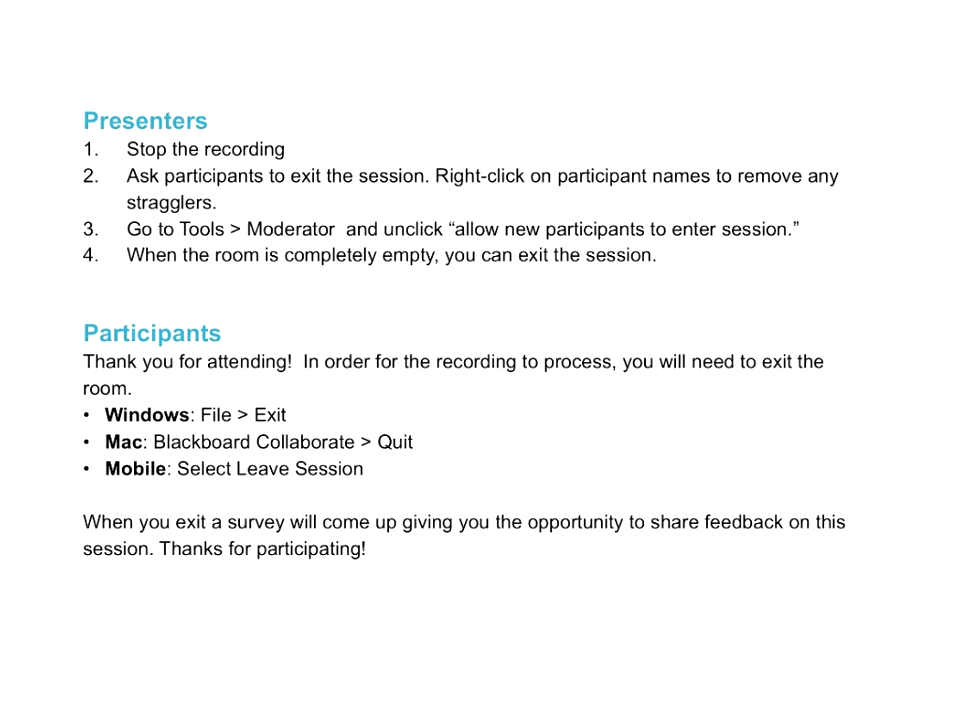 Presenters
1. Stop the recording
2. Ask participants to exit the session. Right-click on participant names to remove any
stragglers.
3. Go to Tools > Moderator  and unclick “allow new participants to enter session.”
4. When the room is completely empty, you can exit the session.
Participants
Thank you for attending!  In order for the recording to process, you will need to exit the
room.
• Windows: File > Exit
• Mac: Blackboard Collaborate > Quit
• Mobile: Select Leave Session
When you exit a survey will come up giving you the opportunity to share feedback on this
session. Thanks for participating!